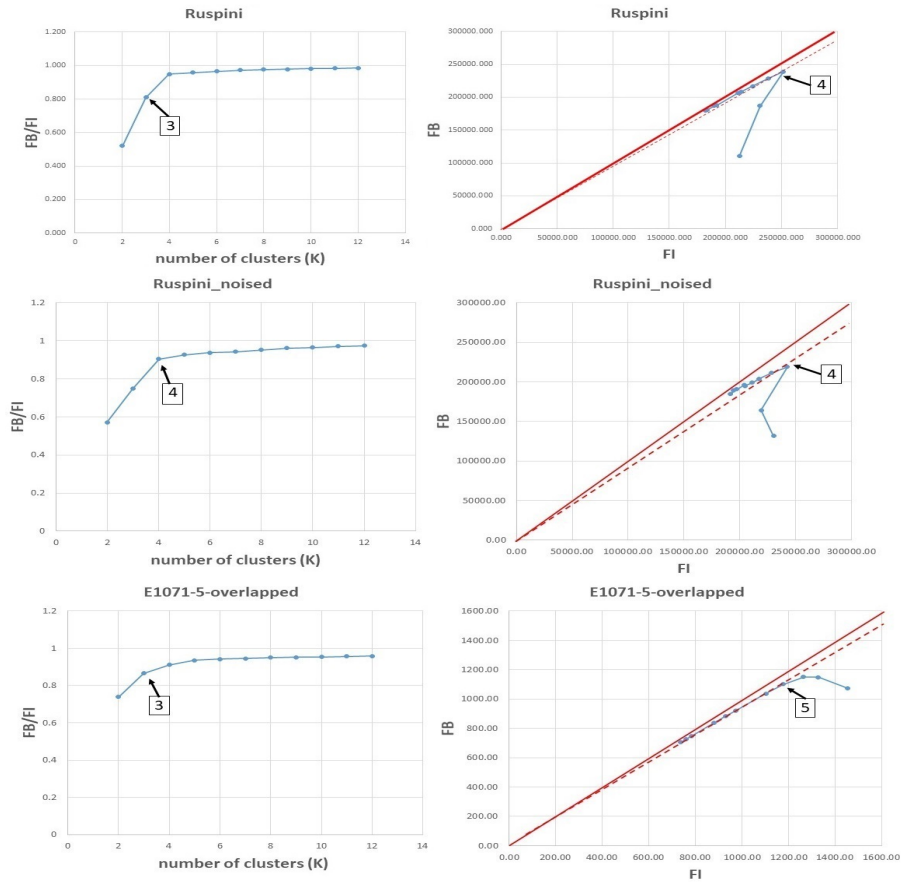 Ruspini
1.200
1.000
0.800
0.600
0.400
0.200
0.000
FB/FI
3
0 2 4 6 8 10 12 14
number of clusters (K)
Ruspini
300000.000
250000.000
200000.000
150000.000
100000.000
50000.000
0.000
FB
4
0.000 50000.000 100000.000 150000.000 200000.000 250000.000 300000.000
FI
Ruspini_noised
1.2
1
0.8
0.6
0.4
0.2
0
FB/FI
4
0 2 4 6 8 10 12 14
number of clusters (K)
Ruspini_noised
300000.00
250000.00
200000.00
150000.00
100000.00
50000.00
0.00
FB
4
0.00 50000.00 100000.00 150000.00 200000.00 250000.00 300000.00
FI
E1071-5-overlapped
1.2
1
0.8
0.6
0.4
0.2
0
FB/FI
3
0 2 4 6 8 10 12 14
number of clusters (K)
E1071-5-overlapped
1600.00
1400.00
1200.00
1000.00
800.00
600.00
400.00
200.00
0.00
FB
5
0.00 200.00 400.00 600.00 800.00 1000.00 1200.00 1400.00 1600.00
FI